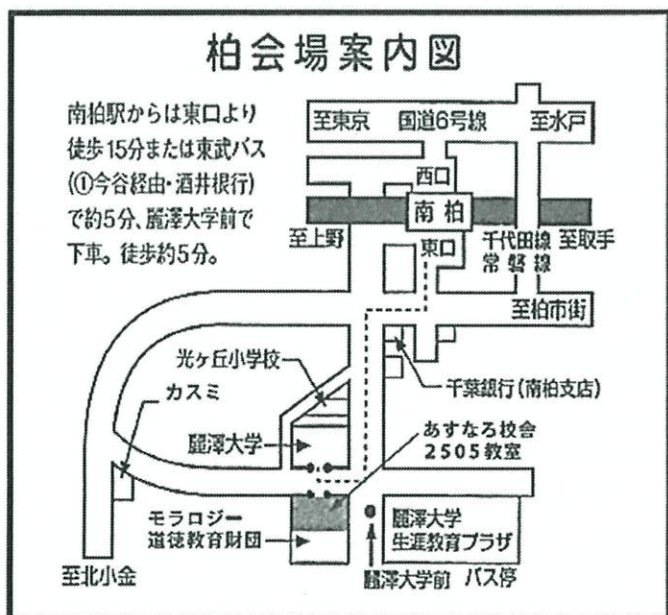 柏会場案内図
南柏駅からは東口より
徒歩15分または東武バス
(①今谷経由・酒井根行)
で約5分、麗澤大学前で
下車。徒歩約5分。
至東京
国道6号線
至水戸
西口
南柏
至上野
東口
千代田線
常磐線
至取手
至柏市街
光ヶ丘小学校
カスミ
千葉銀行(南柏支店)
麗澤大学
あすなろ校舎
2505教室
モラロジー
道徳教育財団
麗澤大学
生涯教育プラザ
至北小金
麗澤大学前 バス停